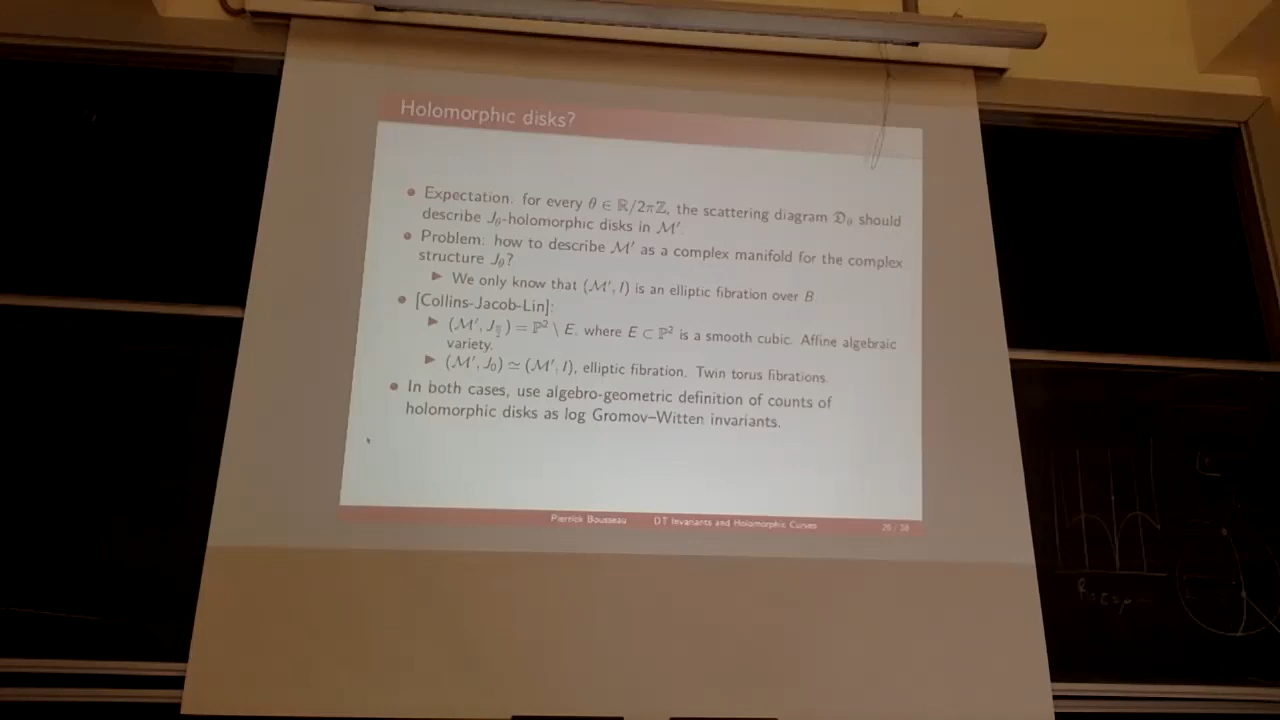 Holomorphic disks?
Expectation: for every θ ∈ ℝ/2πℤ, the scattering diagram 𝔇_θ should
describe J_θ-holomorphic disks in ℳ′.
Problem: how to describe ℳ′ as a complex manifold for the complex
structure J_θ?
We only know that (ℳ′, I) is an elliptic fibration over B
[Collins-Jacob-Lin]:
(ℳ′, J_{π/2}) = ℙ² \ E, where E ⊂ ℙ² is a smooth cubic. Affine algebraic
variety.
(ℳ′, J₀) ≃ (ℳ′, I), elliptic fibration. Twin torus fibrations.
In both cases, use algebro-geometric definition of counts of
holomorphic disks as log Gromov–Witten invariants.
Pierrick Bousseau DT Invariants and Holomorphic Curves 26 / 38